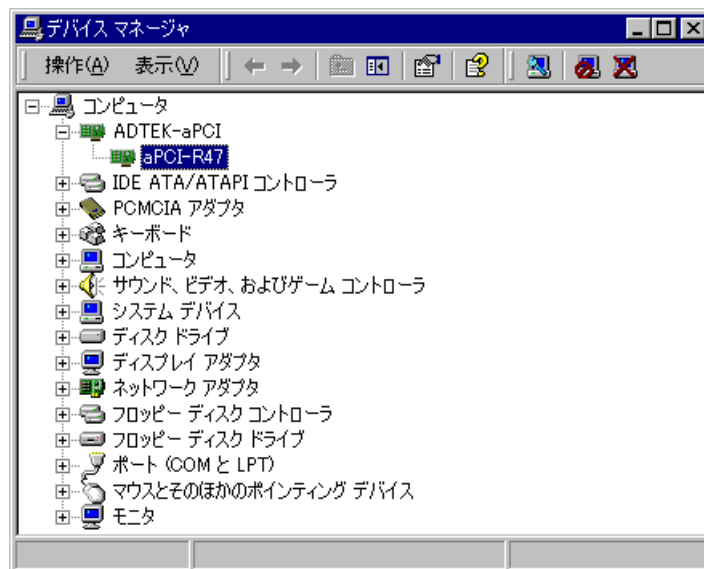 デバイス マネージャ
操作(A) 表示(V)
コンピュータ
ADTEK-aPCI
aPCI-R47
IDE ATA/ATAPI コントローラ
PCMCIA アダプタ
キーボード
コンピュータ
サウンド、ビデオ、およびゲーム コントローラ
システム デバイス
ディスク ドライブ
ディスプレイ アダプタ
ネットワーク アダプタ
フロッピー ディスク コントローラ
フロッピー ディスク ドライブ
ポート (COM と LPT)
マウスとそのほかのポインティング デバイス
モニタ